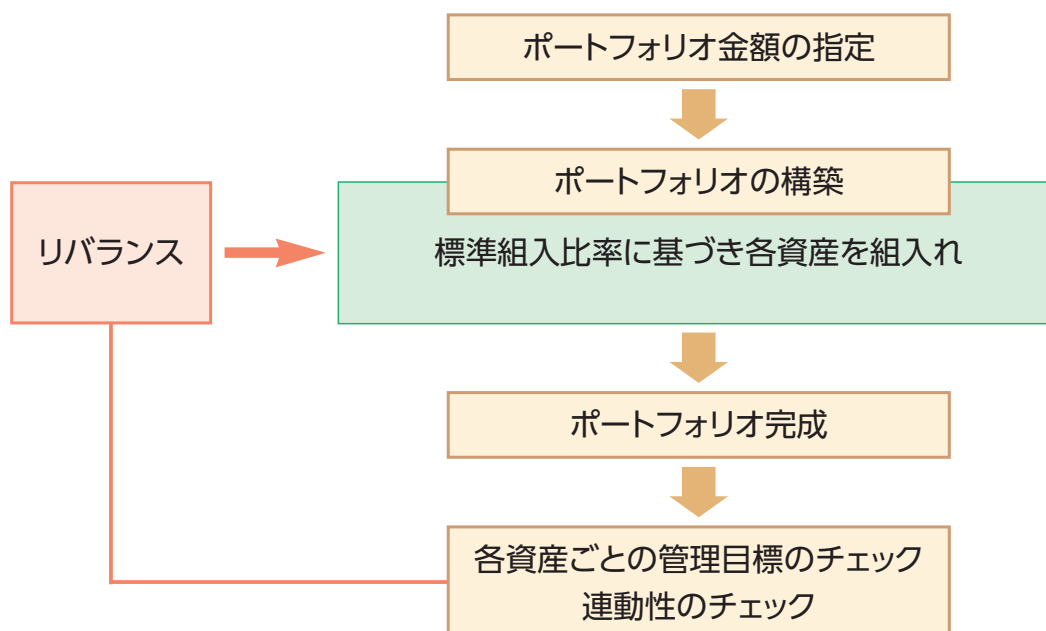 ポートフォリオ金額の指定
ポートフォリオの構築
リバランス
標準組入比率に基づき各資産を組入れ
ポートフォリオ完成
各資産ごとの管理目標のチェック
連動性のチェック